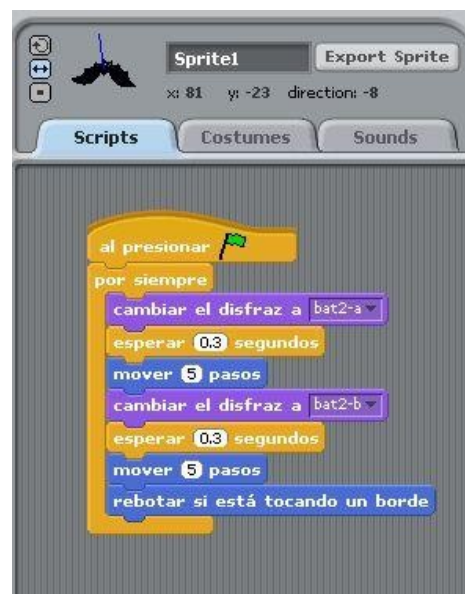 Sprite1
Export Sprite
x: 81 y: -23 direction: -8
Scripts Costumes Sounds
al presionar
por siempre
cambiar el disfraz a bat2-a
esperar 0.3 segundos
mover 5 pasos
cambiar el disfraz a bat2-b
esperar 0.3 segundos
mover 5 pasos
rebotar si está tocando un borde